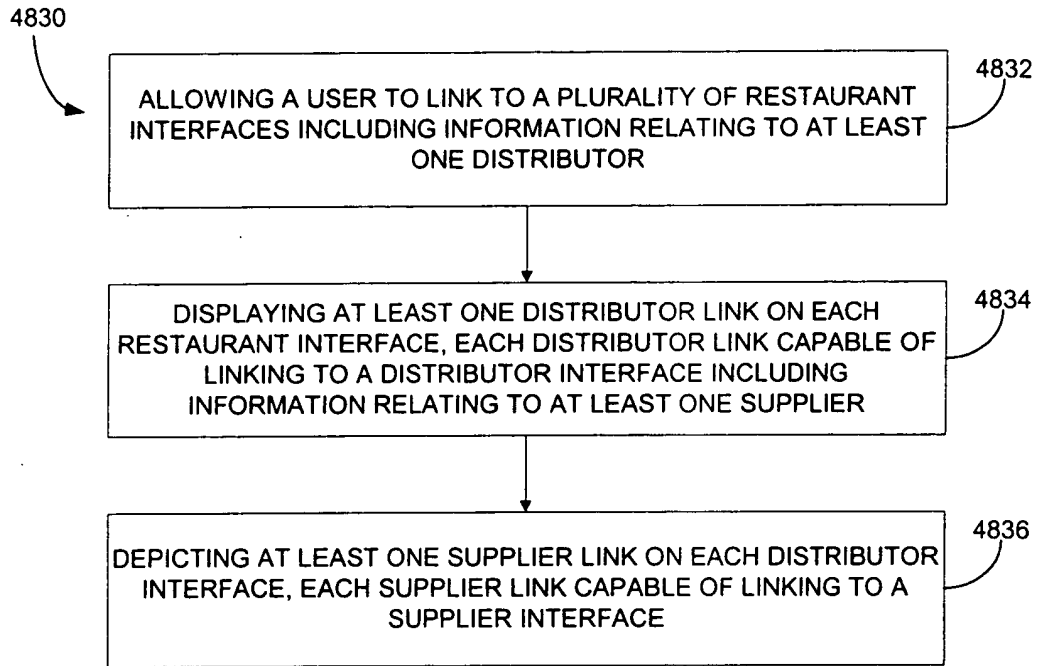 4830
4832
ALLOWING A USER TO LINK TO A PLURALITY OF RESTAURANT
INTERFACES INCLUDING INFORMATION RELATING TO AT LEAST
ONE DISTRIBUTOR
4834
DISPLAYING AT LEAST ONE DISTRIBUTOR LINK ON EACH
RESTAURANT INTERFACE, EACH DISTRIBUTOR LINK CAPABLE OF
LINKING TO A DISTRIBUTOR INTERFACE INCLUDING
INFORMATION RELATING TO AT LEAST ONE SUPPLIER
4836
DEPICTING AT LEAST ONE SUPPLIER LINK ON EACH DISTRIBUTOR
INTERFACE, EACH SUPPLIER LINK CAPABLE OF LINKING TO A
SUPPLIER INTERFACE